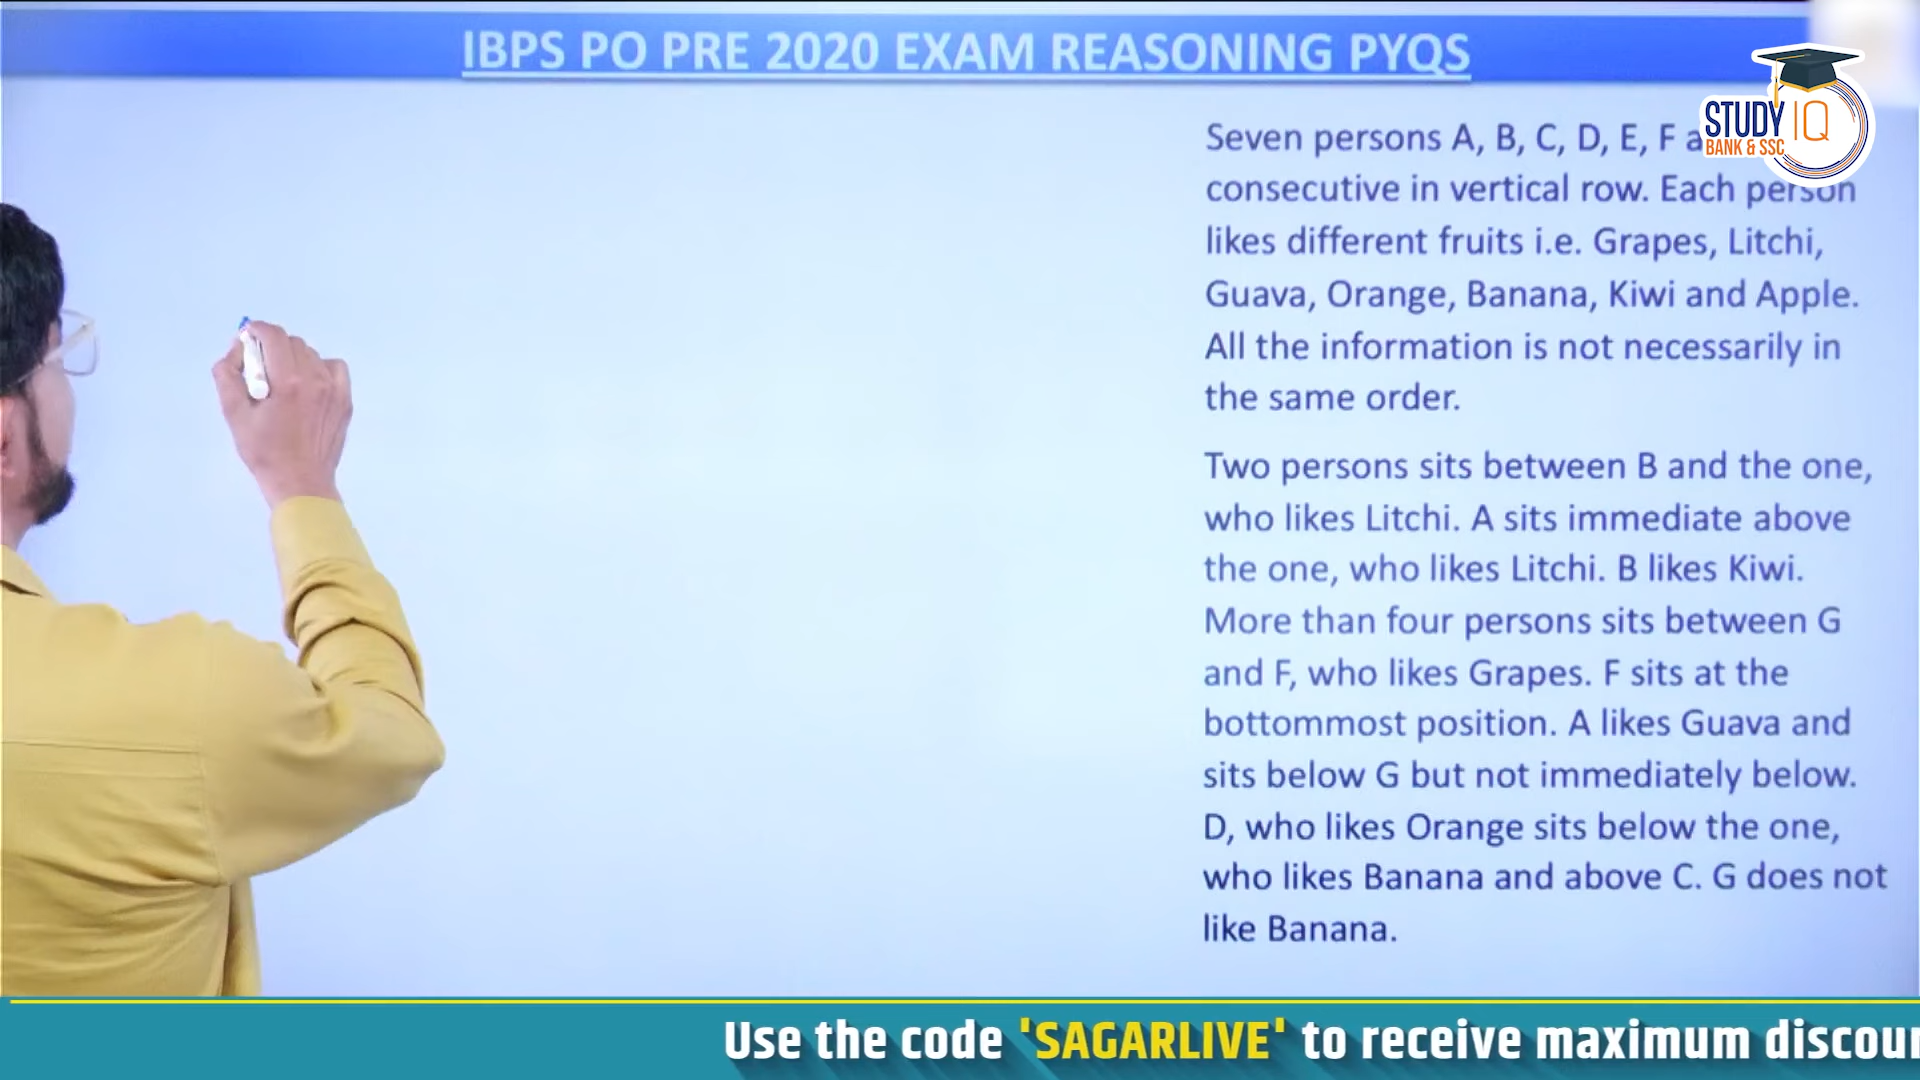 IBPS PO PRE 2020 EXAM REASONING PYQS
STUDY IQ
BANK & SSC
Seven persons A, B, C, D, E, F
consecutive in vertical row. Each person
likes different fruits i.e. Grapes, Litchi,
Guava, Orange, Banana, Kiwi and Apple.
All the information is not necessarily in
the same order.
Two persons sits between B and the one,
who likes Litchi. A sits immediate above
the one, who likes Litchi. B likes Kiwi.
More than four persons sits between G
and F, who likes Grapes. F sits at the
bottommost position. A likes Guava and
sits below G but not immediately below.
D, who likes Orange sits below the one,
who likes Banana and above C. G does not
like Banana.
Use the code 'SAGARLIVE' to receive maximum